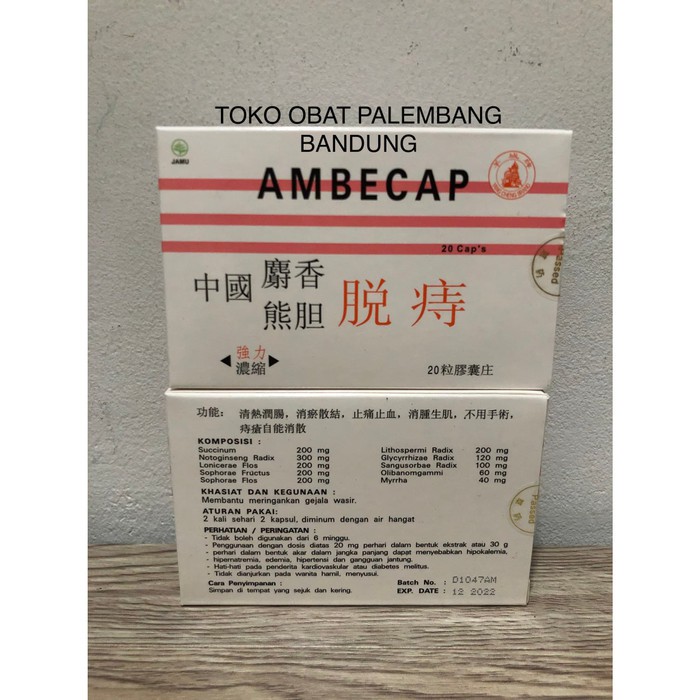 TOKO OBAT PALEMBANG
BANDUNG
JAMU
AMBECAP
20 Cap's
Passed
中國 麝香
熊胆
脱痔
強力
濃縮
20粒膠囊庄
功能: 清熱潤腸，消瘀散結，止痛止血，消腫生肌，不用手術，
痔瘡自能消散
KOMPOSISI :
Succinum 200 mg
Notoginseng Radix 300 mg
Lonicerae Flos 200 mg
Sophorae Fructus 200 mg
Sophorae Flos 200 mg
Lithospermi Radix 200 mg
Glycyrrhizae Radix 120 mg
Sangusorbae Radix 100 mg
Olibanomgammi 60 mg
Myrrha 40 mg
KHASIAT DAN KEGUNAAN :
Membantu meringankan gejala wasir.
ATURAN PAKAI:
2 kali sehari 2 kapsul, diminum dengan air hangat
PERHATIAN / PERINGATAN :
- Tidak boleh digunakan dari 6 minggu.
- Penggunaan dengan dosis diatas 20 mg perhari dalam bentuk ekstrak atau 30 g
- perhari dalam bentuk akar dalam jangka panjang dapat menyebabkan hipokalemia,
- hipernatremia, edemia, hipertensi dan gangguan jantung.
- Hati-hati pada penderita kardiovaskular atau diabetes melitus.
- Tidak dianjurkan pada wanita hamil, menyusui.
Cara Penyimpanan :
Simpan di tempat yang sejuk dan kering.
Batch No. : D1047AM
EXP. DATE : 12 2022
Passed